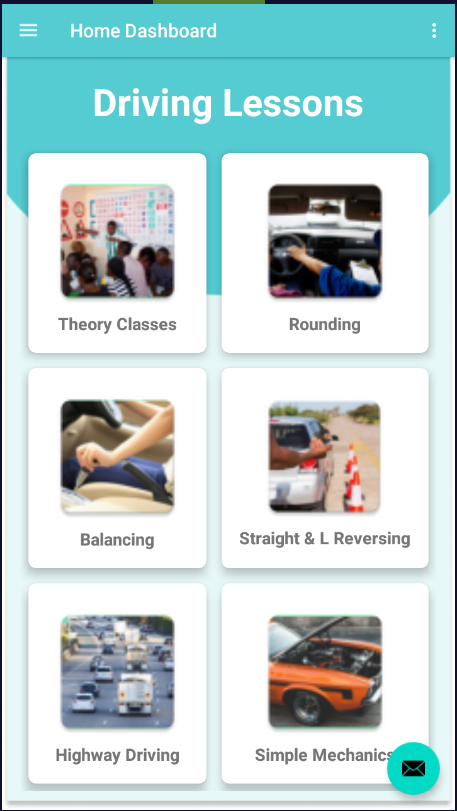 Home Dashboard
Driving Lessons
Theory Classes
Rounding
Balancing
Straight & L Reversing
Highway Driving
Simple Mechanics